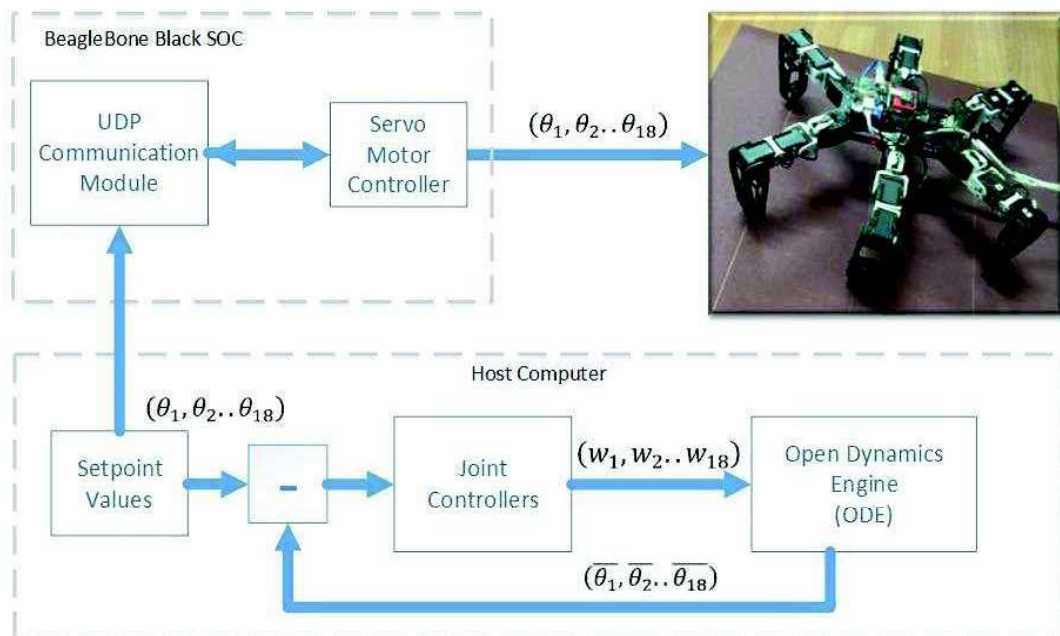 BeagleBone Black SOC
UDP
Communication
Module
Servo
Motor
Controller
(θ₁, θ₂.. θ₁₈)
Host Computer
(θ₁, θ₂.. θ₁₈)
Setpoint
Values
-
Joint
Controllers
(w₁, w₂.. w₁₈)
Open Dynamics
Engine
(ODE)
(θ̅₁, θ̅₂.. θ̅₁₈)